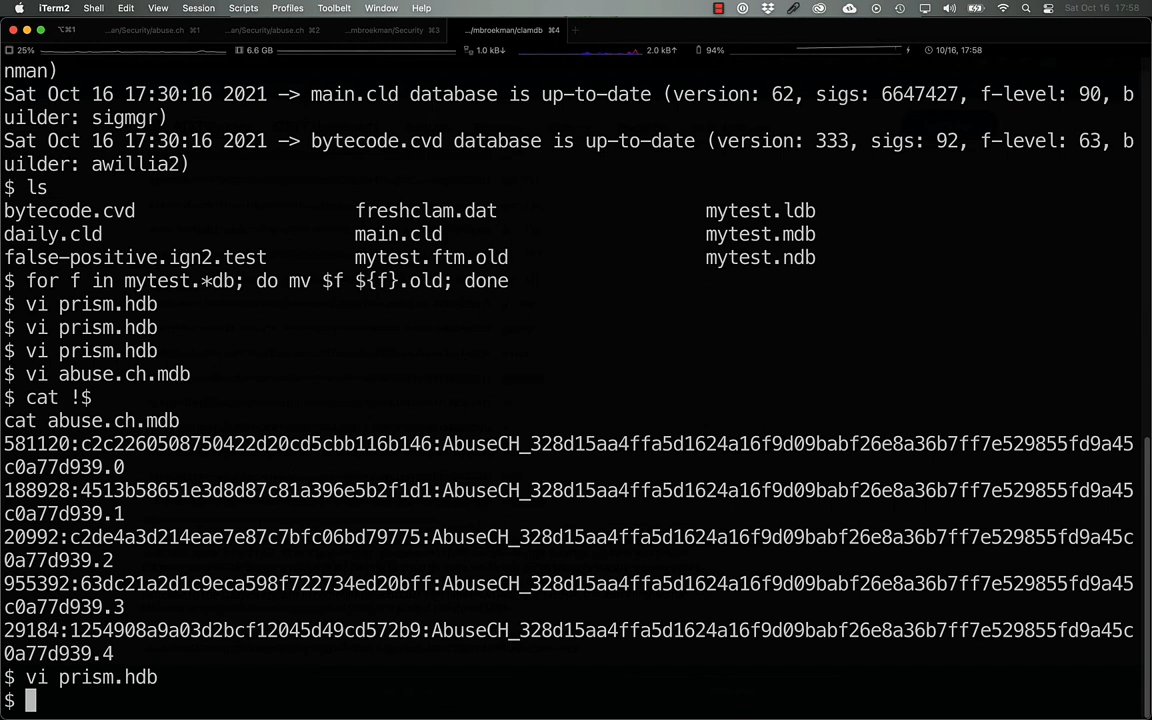 iTerm2 Shell Edit View Session Scripts Profiles Toolbelt Window Help Sat Oct 16 17:58
⌥⌘1 ...an/Security/abuse.ch ⌘1 ...an/Security/abuse.ch ⌘2 ...mbroekman/Security ⌘3 .../mbroekman/clamdb ⌘4 +
25% 6.6 GB 1.0 kB↓ 2.0 kB↑ 94% 10/16, 17:58
nman)
Sat Oct 16 17:30:16 2021 -> main.cld database is up-to-date (version: 62, sigs: 6647427, f-level: 90, b
uilder: sigmgr)
Sat Oct 16 17:30:16 2021 -> bytecode.cvd database is up-to-date (version: 333, sigs: 92, f-level: 63, b
uilder: awillia2)
$ ls
bytecode.cvd freshclam.dat mytest.ldb
daily.cld main.cld mytest.mdb
false-positive.ign2.test mytest.ftm.old mytest.ndb
$ for f in mytest.*db; do mv $f ${f}.old; done
$ vi prism.hdb
$ vi prism.hdb
$ vi prism.hdb
$ vi abuse.ch.mdb
$ cat !$
cat abuse.ch.mdb
581120:c2c2260508750422d20cd5cbb116b146:AbuseCH_328d15aa4ffa5d1624a16f9d09babf26e8a36b7ff7e529855fd9a45
c0a77d939.0
188928:4513b58651e3d8d87c81a396e5b2f1d1:AbuseCH_328d15aa4ffa5d1624a16f9d09babf26e8a36b7ff7e529855fd9a45
c0a77d939.1
20992:c2de4a3d214eae7e87c7bfc06bd79775:AbuseCH_328d15aa4ffa5d1624a16f9d09babf26e8a36b7ff7e529855fd9a45c
0a77d939.2
955392:63dc21a2d1c9eca598f722734ed20bff:AbuseCH_328d15aa4ffa5d1624a16f9d09babf26e8a36b7ff7e529855fd9a45
c0a77d939.3
29184:1254908a9a03d2bcf12045d49cd572b9:AbuseCH_328d15aa4ffa5d1624a16f9d09babf26e8a36b7ff7e529855fd9a45c
0a77d939.4
$ vi prism.hdb
$